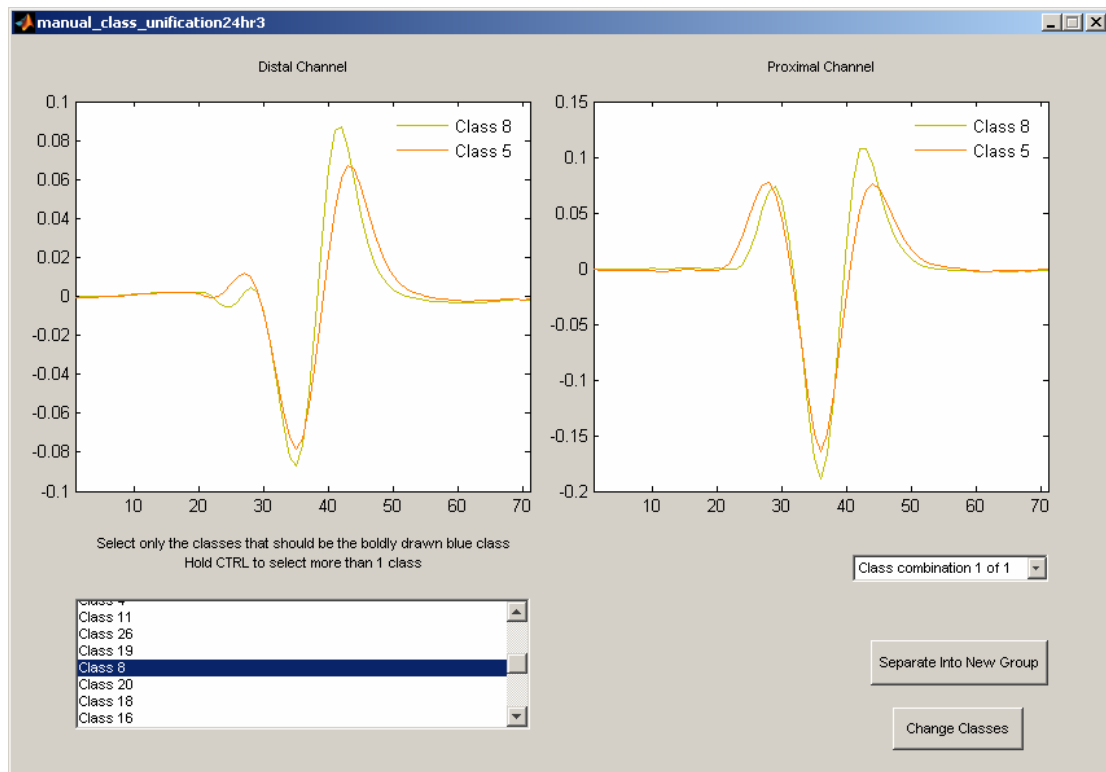 manual_class_unification24hr3
Distal Channel
Proximal Channel
0.1
0.08
0.06
0.04
0.02
0
-0.02
-0.04
-0.06
-0.08
-0.1
10 20 30 40 50 60 70
Class 8
Class 5
0.15
0.1
0.05
0
-0.05
-0.1
-0.15
-0.2
10 20 30 40 50 60 70
Class 8
Class 5
Select only the classes that should be the boldly drawn blue class
Hold CTRL to select more than 1 class
Class combination 1 of 1
Class 4
Class 11
Class 26
Class 19
Class 8
Class 20
Class 18
Class 16
Separate Into New Group
Change Classes